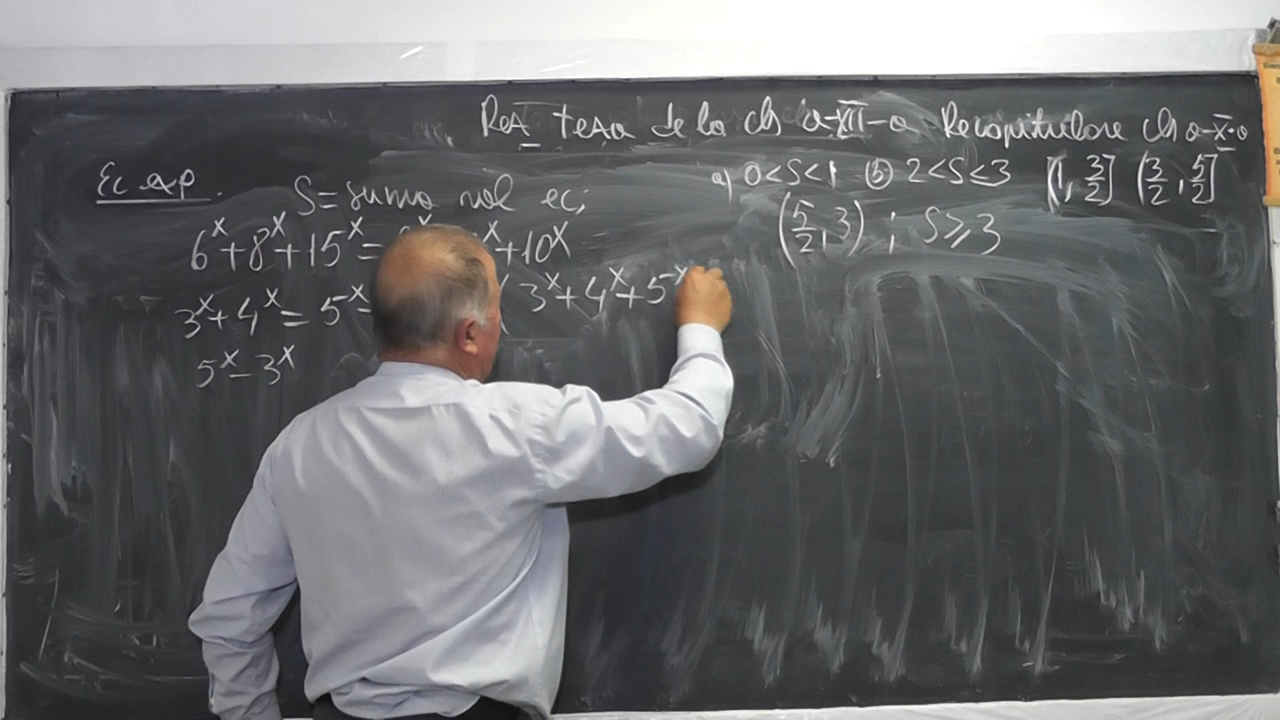 Rez teza de la cls a-XII-a Recapitulare cls a-X-a
Ec exp.
S=suma sol ec;
a) 0<S<1 ⓑ 2<S≤3 (1, 3/2] (3/2, 5/2]
(5/2, 3) ; S≥3
6^x+8^x+15^x= +10^x
3^x+4^x=5^x 3^x+4^x+5^-x
5^x-3^x